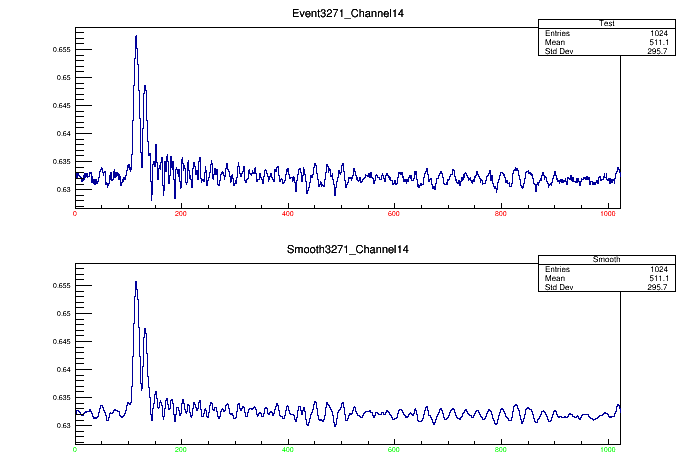 Event3271_Channel14
Test
Entries 1024
Mean 511.1
Std Dev 295.7
0.655
0.65
0.645
0.64
0.635
0.63
0 200 400 600 800 1000
Smooth3271_Channel14
Smooth
Entries 1024
Mean 511.1
Std Dev 295.7
0.655
0.65
0.645
0.64
0.635
0.63
0 200 400 600 800 1000